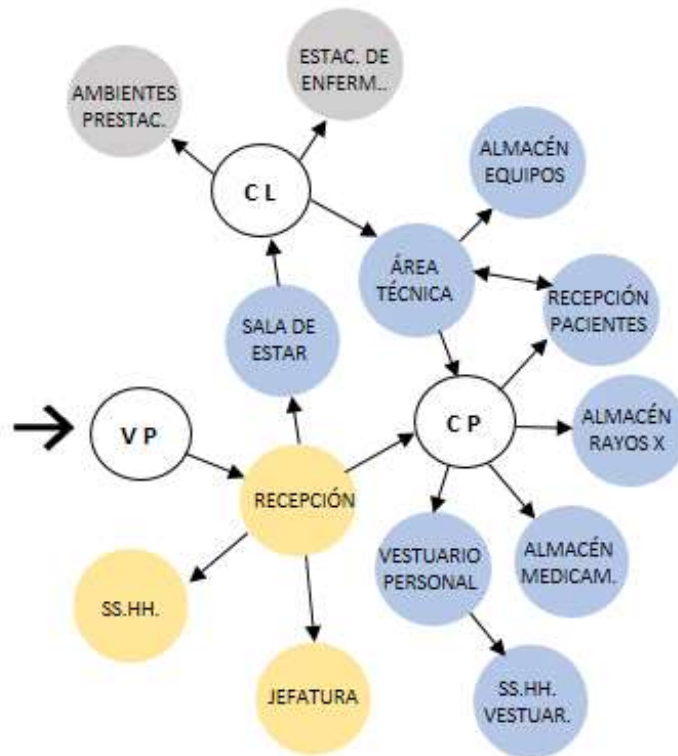 ESTAC. DE
ENFERM..
AMBIENTES
PRESTAC.
ALMACÉN
EQUIPOS
C L
ÁREA
TÉCNICA
RECEPCIÓN
PACIENTES
SALA DE
ESTAR
V P
C P
ALMACÉN
RAYOS X
RECEPCIÓN
VESTUARIO
PERSONAL
ALMACÉN
MEDICAM.
SS.HH.
JEFATURA
SS.HH.
VESTUAR.